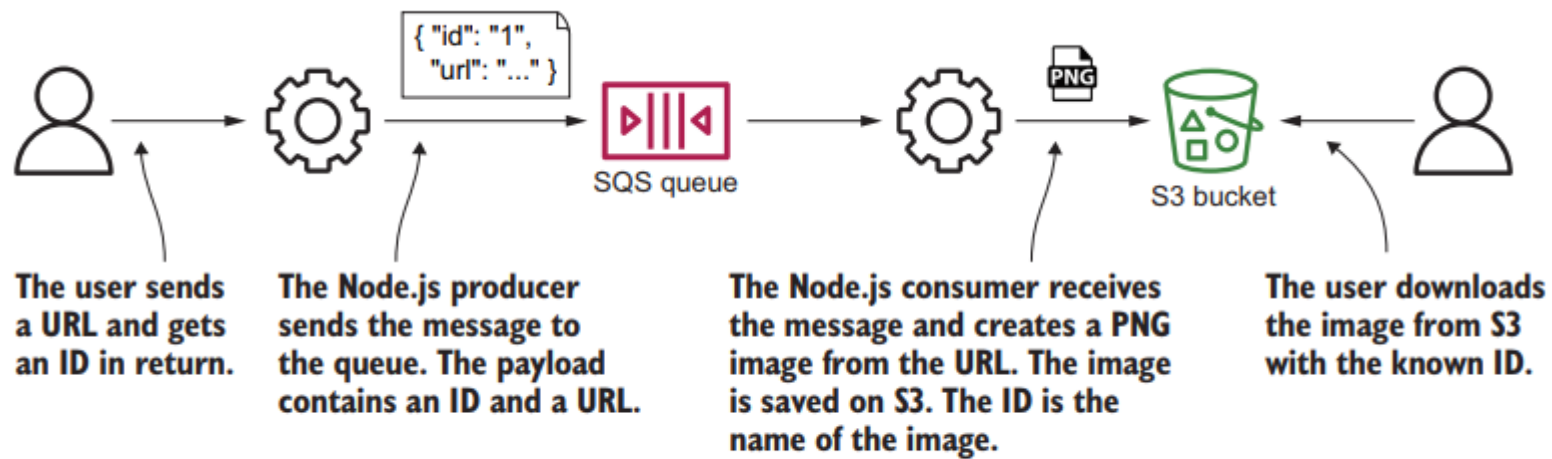 { "id": "1",
"url": "..." }
PNG
SQS queue
S3 bucket
The user sends
a URL and gets
an ID in return.
The Node.js producer
sends the message to
the queue. The payload
contains an ID and a URL.
The Node.js consumer receives
the message and creates a PNG
image from the URL. The image
is saved on S3. The ID is the
name of the image.
The user downloads
the image from S3
with the known ID.